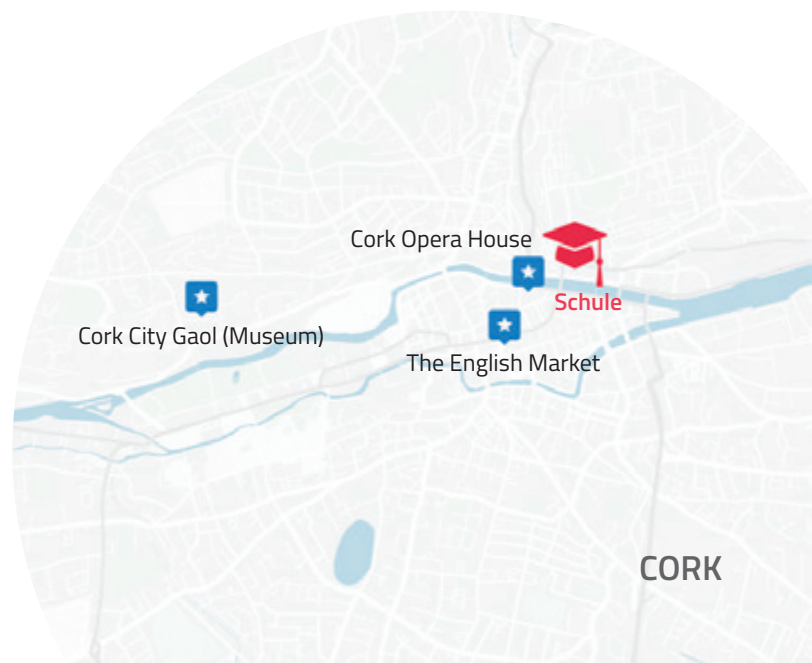 Cork Opera House
Schule
Cork City Gaol (Museum)
The English Market
CORK